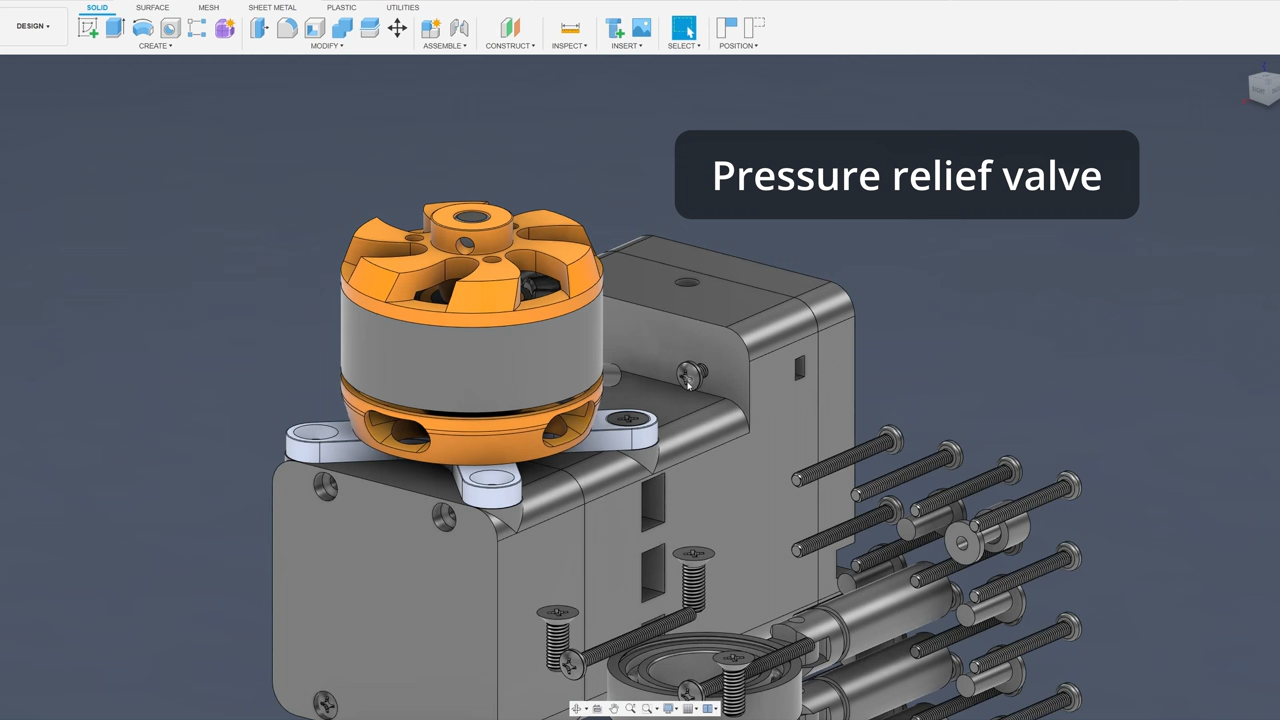 SOLID SURFACE MESH SHEET METAL PLASTIC UTILITIES
DESIGN
CREATE MODIFY ASSEMBLE CONSTRUCT INSPECT INSERT SELECT POSITION
Pressure relief valve